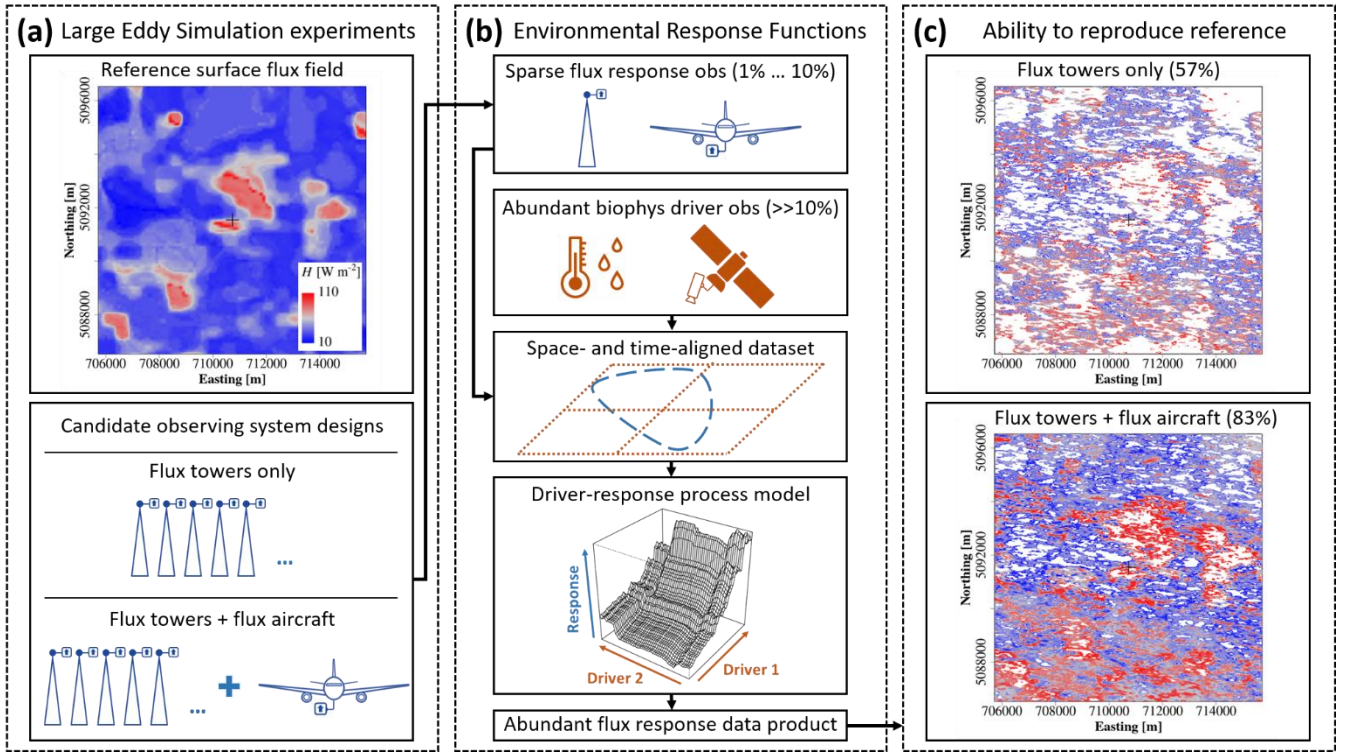 (a) Large Eddy Simulation experiments
Reference surface flux field
Northing [m]
5096000
5092000
5088000
H [W m-2]
110
10
706000 708000 710000 712000 714000
Easting [m]
Candidate observing system designs
Flux towers only
...
Flux towers + flux aircraft
...
(b) Environmental Response Functions
Sparse flux response obs (1% ... 10%)
Abundant biophys driver obs (>>10%)
Space- and time-aligned dataset
Driver-response process model
Response
Driver 2
Driver 1
Abundant flux response data product
(c) Ability to reproduce reference
Flux towers only (57%)
Northing [m]
5096000
5092000
5088000
706000 708000 710000 712000 714000
Easting [m]
Flux towers + flux aircraft (83%)
Northing [m]
5096000
5092000
5088000
706000 708000 710000 712000 714000
Easting [m]